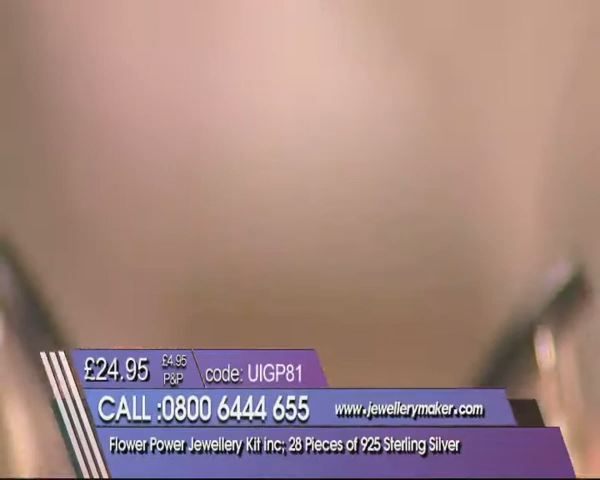 £24.95 £4.95 P&P code: UIGP81
CALL :0800 6444 655 www.jewellerymaker.com
Flower Power Jewellery Kit inc; 28 Pieces of 925 Sterling Silver